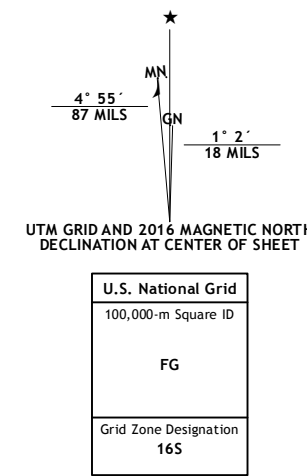 ★
MN
GN
4° 55´
87 MILS
1° 2´
18 MILS
UTM GRID AND 2016 MAGNETIC NORTH
DECLINATION AT CENTER OF SHEET
U.S. National Grid
100,000-m Square ID
FG
Grid Zone Designation
16S